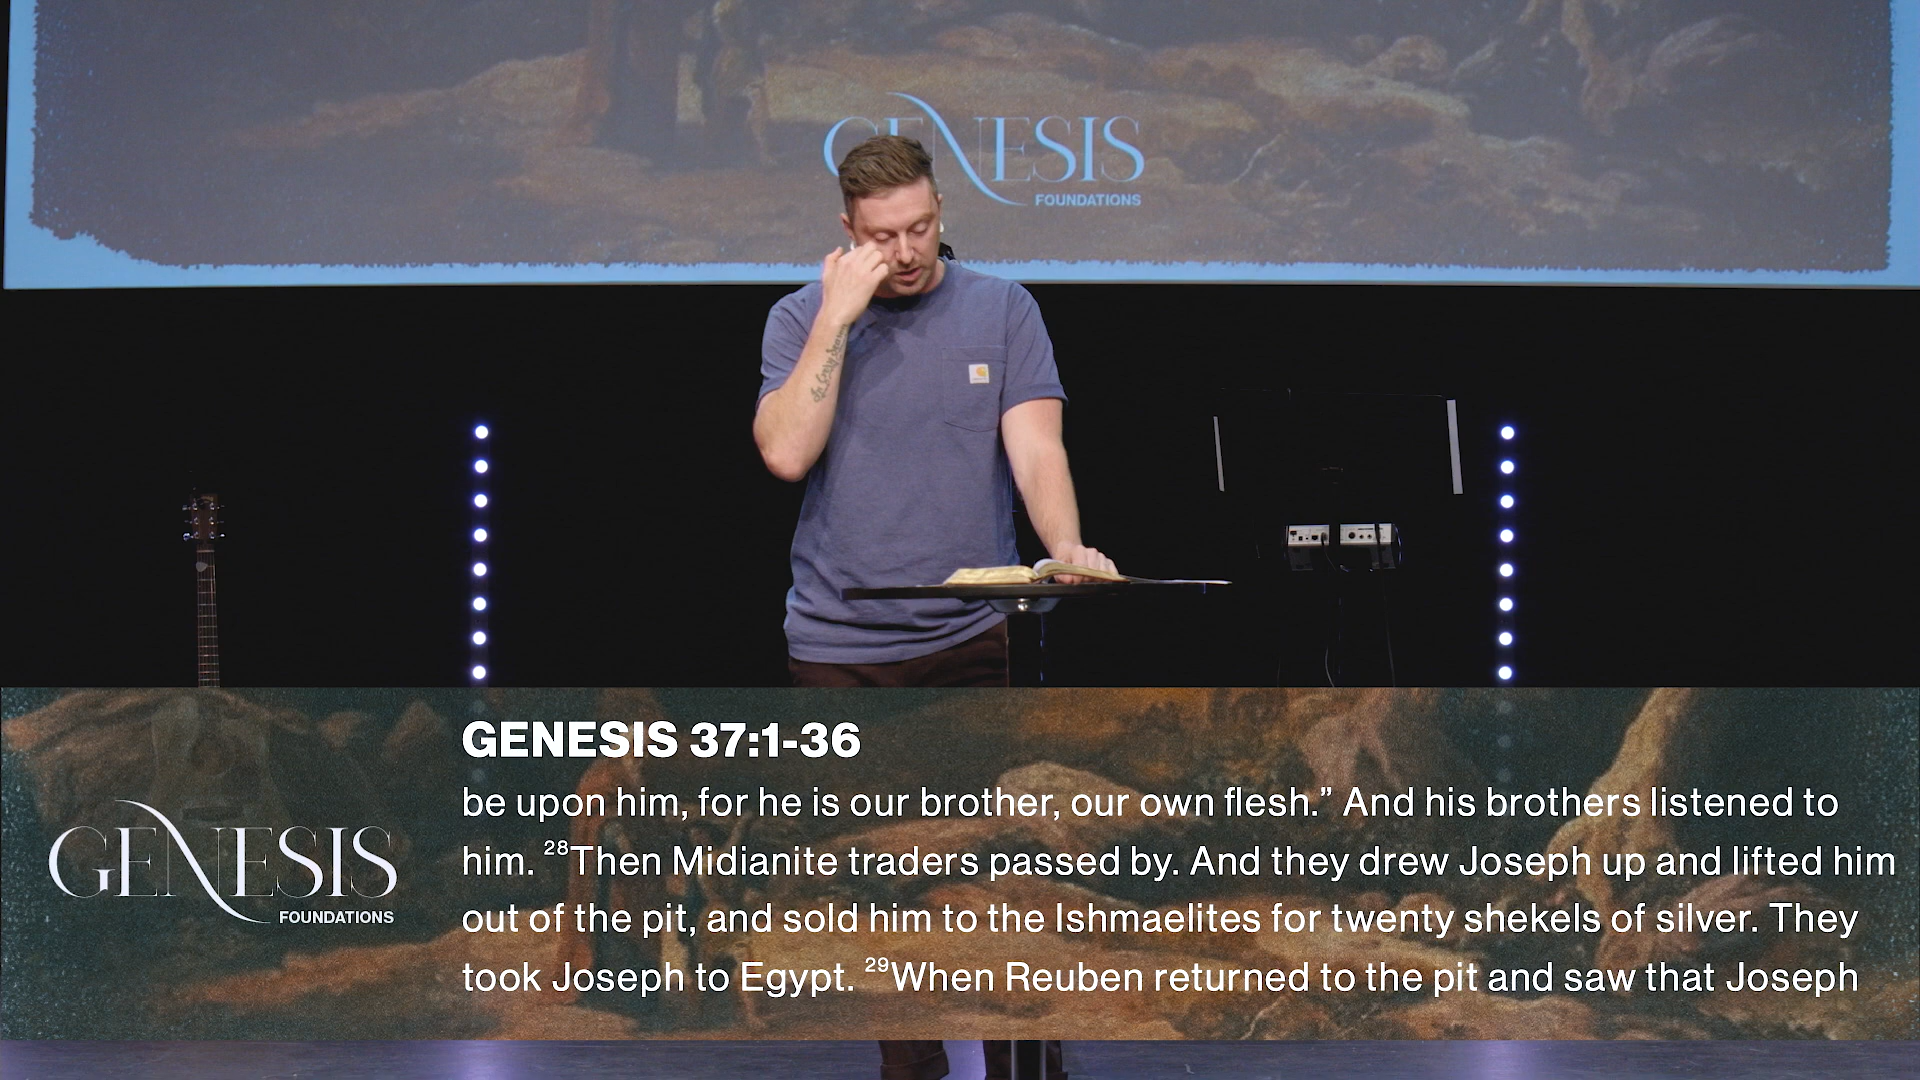 GENESIS
FOUNDATIONS
GENESIS 37:1-36
be upon him, for he is our brother, our own flesh.” And his brothers listened to
him. 28Then Midianite traders passed by. And they drew Joseph up and lifted him
out of the pit, and sold him to the Ishmaelites for twenty shekels of silver. They
took Joseph to Egypt. 29When Reuben returned to the pit and saw that Joseph
GENESIS
FOUNDATIONS